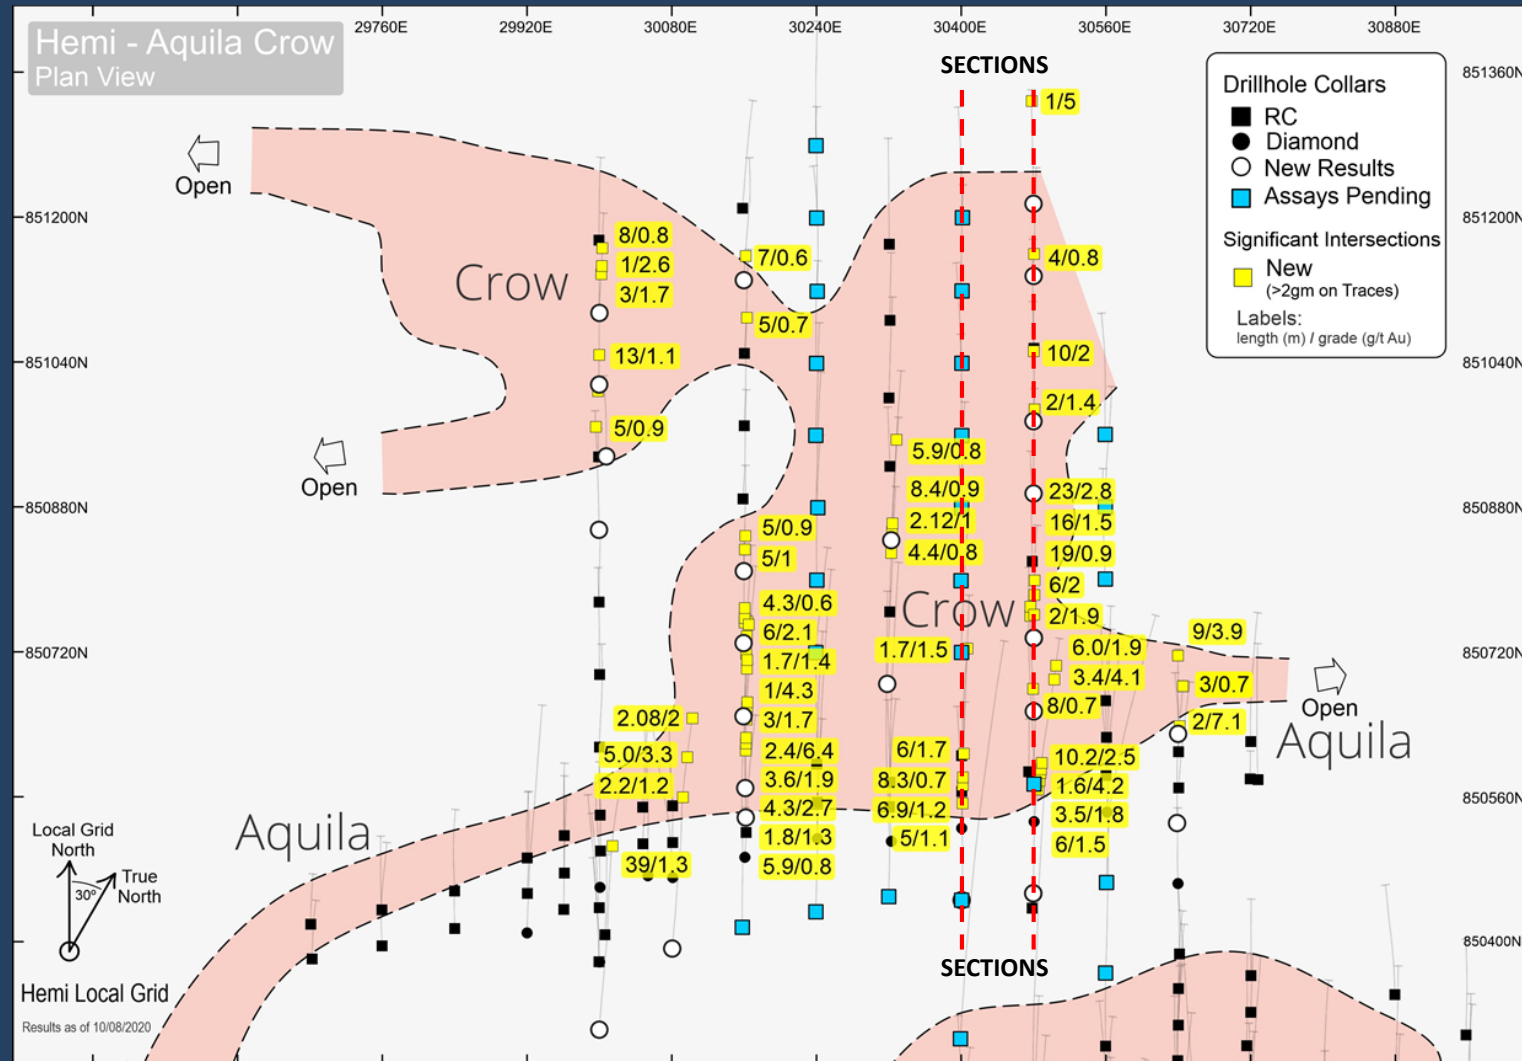 Hemi - Aquila Crow
Plan View
29760E
29920E
30080E
30240E
30400E
30560E
30720E
30880E
SECTIONS
851360N
Drillhole Collars
RC
Diamond
New Results
Assays Pending
Significant Intersections
New
(>2gm on Traces)
Labels:
length (m) / grade (g/t Au)
1/5
Open
851200N
851200N
Crow
8/0.8
1/2.6
3/1.7
13/1.1
5/0.9
7/0.6
5/0.7
4/0.8
10/2
2/1.4
851040N
851040N
Open
5.9/0.8
8.4/0.9
2.12/1
4.4/0.8
23/2.8
16/1.5
19/0.9
6/2
2/1.9
850880N
850880N
5/0.9
5/1
4.3/0.6
6/2.1
1.7/1.4
1/4.3
3/1.7
2.4/6.4
3.6/1.9
4.3/2.7
1.8/1.3
5.9/0.8
Crow
1.7/1.5
6.0/1.9
3.4/4.1
8/0.7
9/3.9
3/0.7
2/7.1
850720N
850720N
Open
Aquila
2.08/2
5.0/3.3
2.2/1.2
6/1.7
8.3/0.7
6.9/1.2
5/1.1
10.2/2.5
1.6/4.2
3.5/1.8
6/1.5
850560N
Aquila
39/1.3
Local Grid
North
True
North
30º
850400N
SECTIONS
Hemi Local Grid
Results as of 10/08/2020